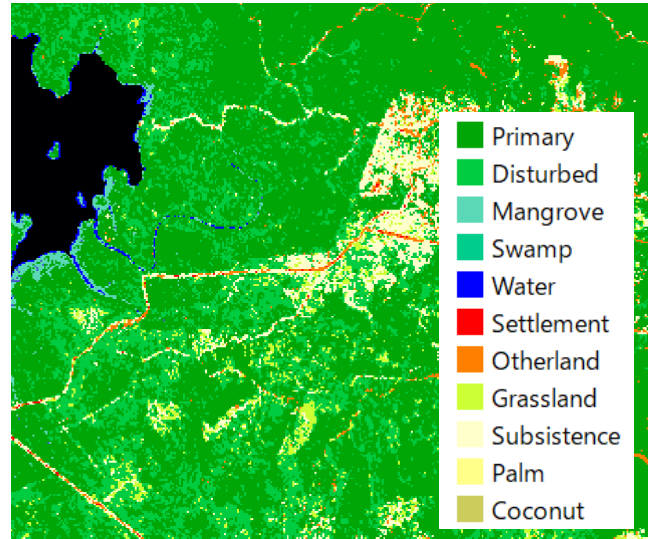 Primary
Disturbed
Mangrove
Swamp
Water
Settlement
Otherland
Grassland
Subsistence
Palm
Coconut